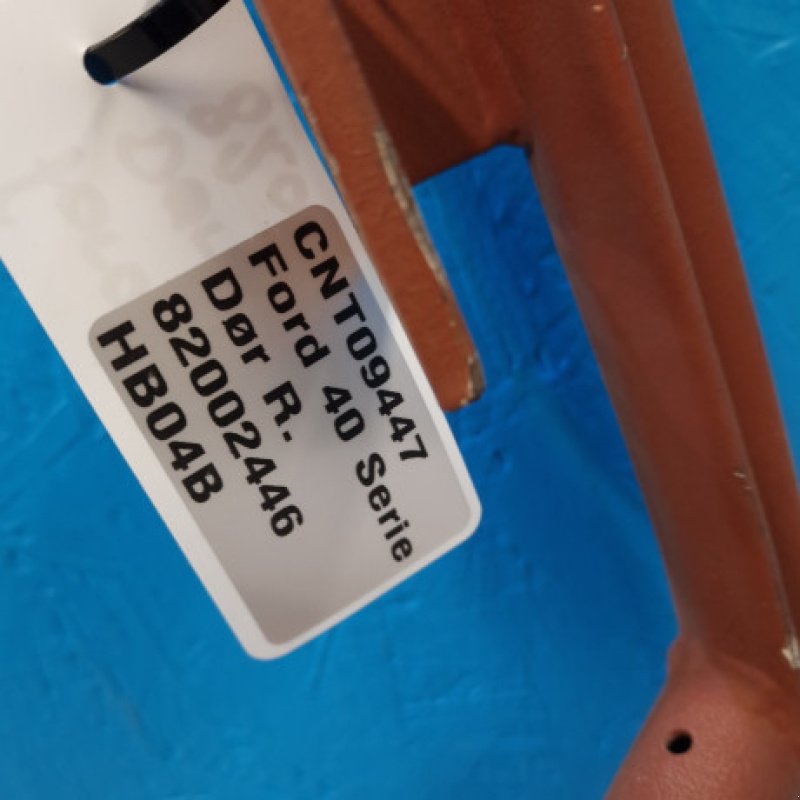 CNT09447
Ford 40 Serie
Dør R.
82002446
HB04B